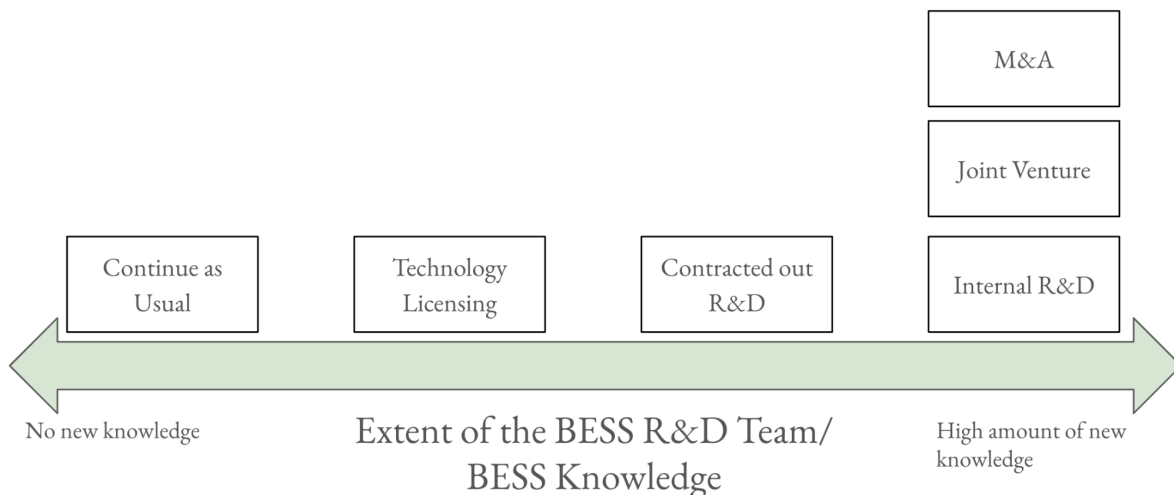 M&A
Joint Venture
Continue as
Usual
Technology
Licensing
Contracted out
R&D
Internal R&D
No new knowledge
Extent of the BESS R&D Team/
BESS Knowledge
High amount of new
knowledge